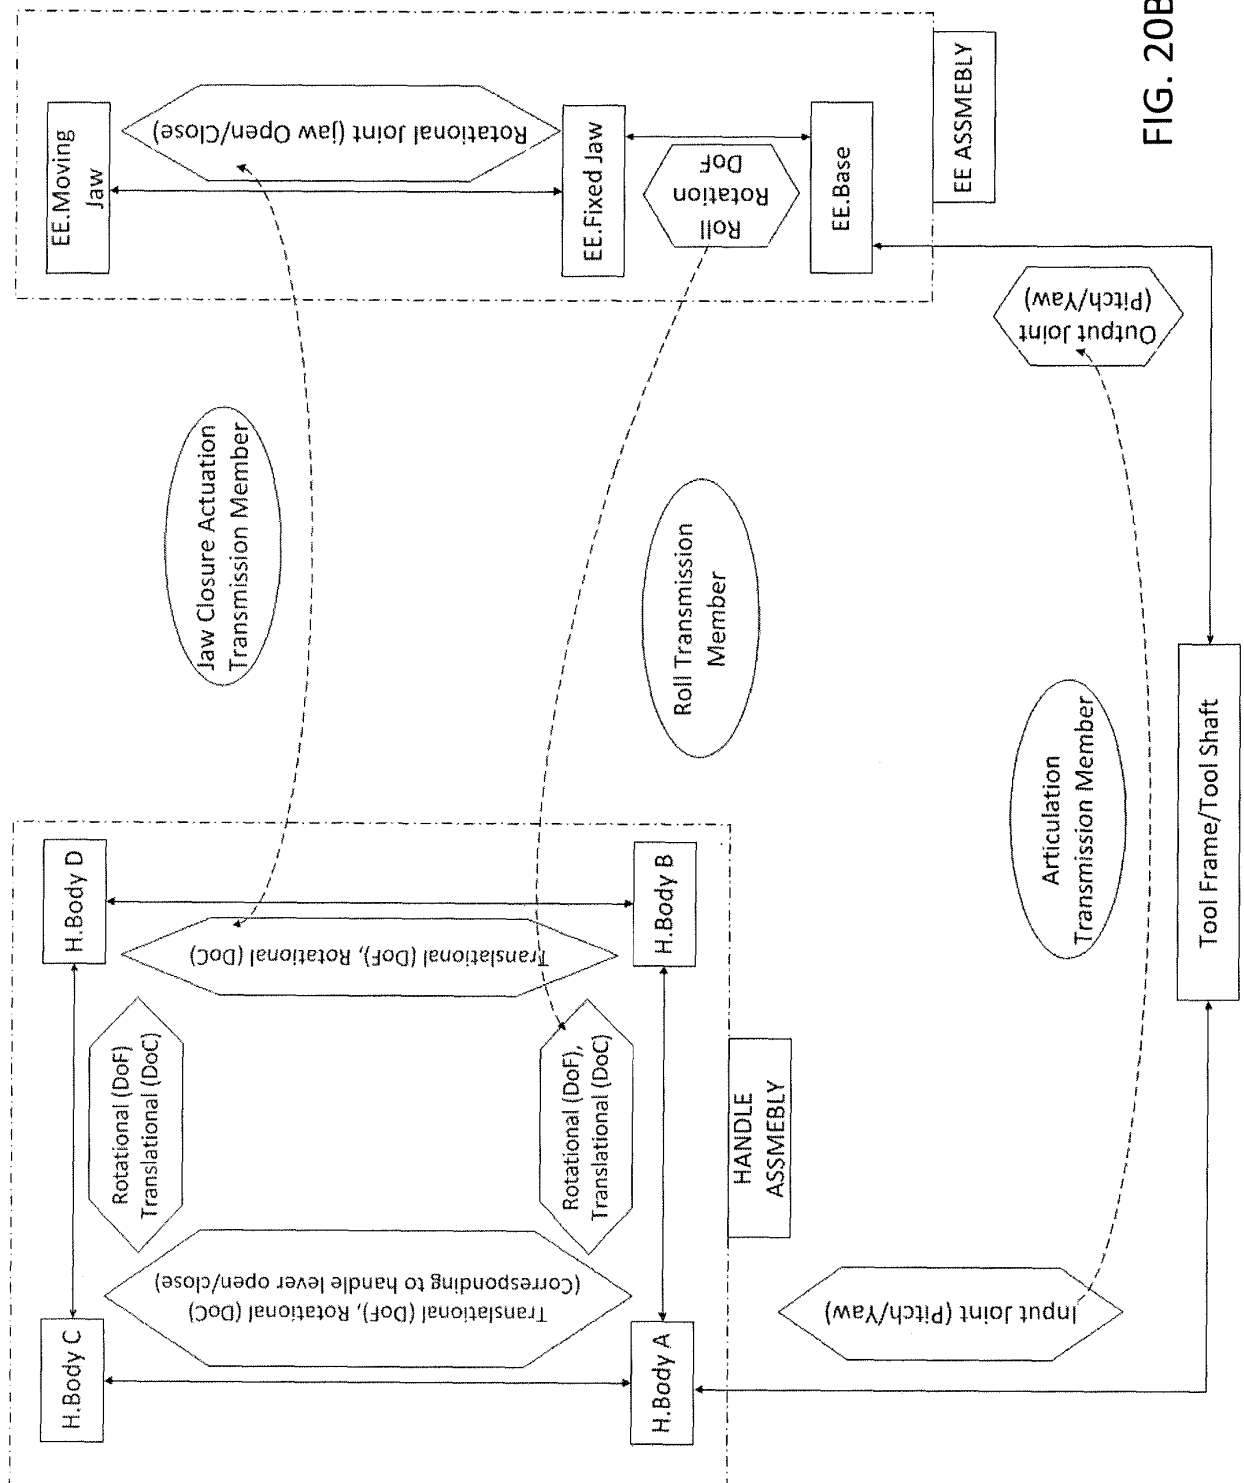 H.Body C
H.Body D
Rotational (DoF)
Translational (DoC)
Translational (DoF), Rotational (DoC)
(Corresponding to handle lever open/close)
Translational (DoF), Rotational (DoC)
Rotational (DoF),
Translational (DoC)
H.Body A
H.Body B
HANDLE
ASSMEBLY
Input Joint (Pitch/Yaw)
Jaw Closure Actuation
Transmission Member
Roll Transmission
Member
Articulation
Transmission Member
Tool Frame/Tool Shaft
EE.Moving
Jaw
Rotational Joint (jaw Open/Close)
EE.Fixed Jaw
Roll
Rotation
DoF
EE.Base
EE ASSMEBLY
Output Joint
(Pitch/Yaw)
FIG. 20B